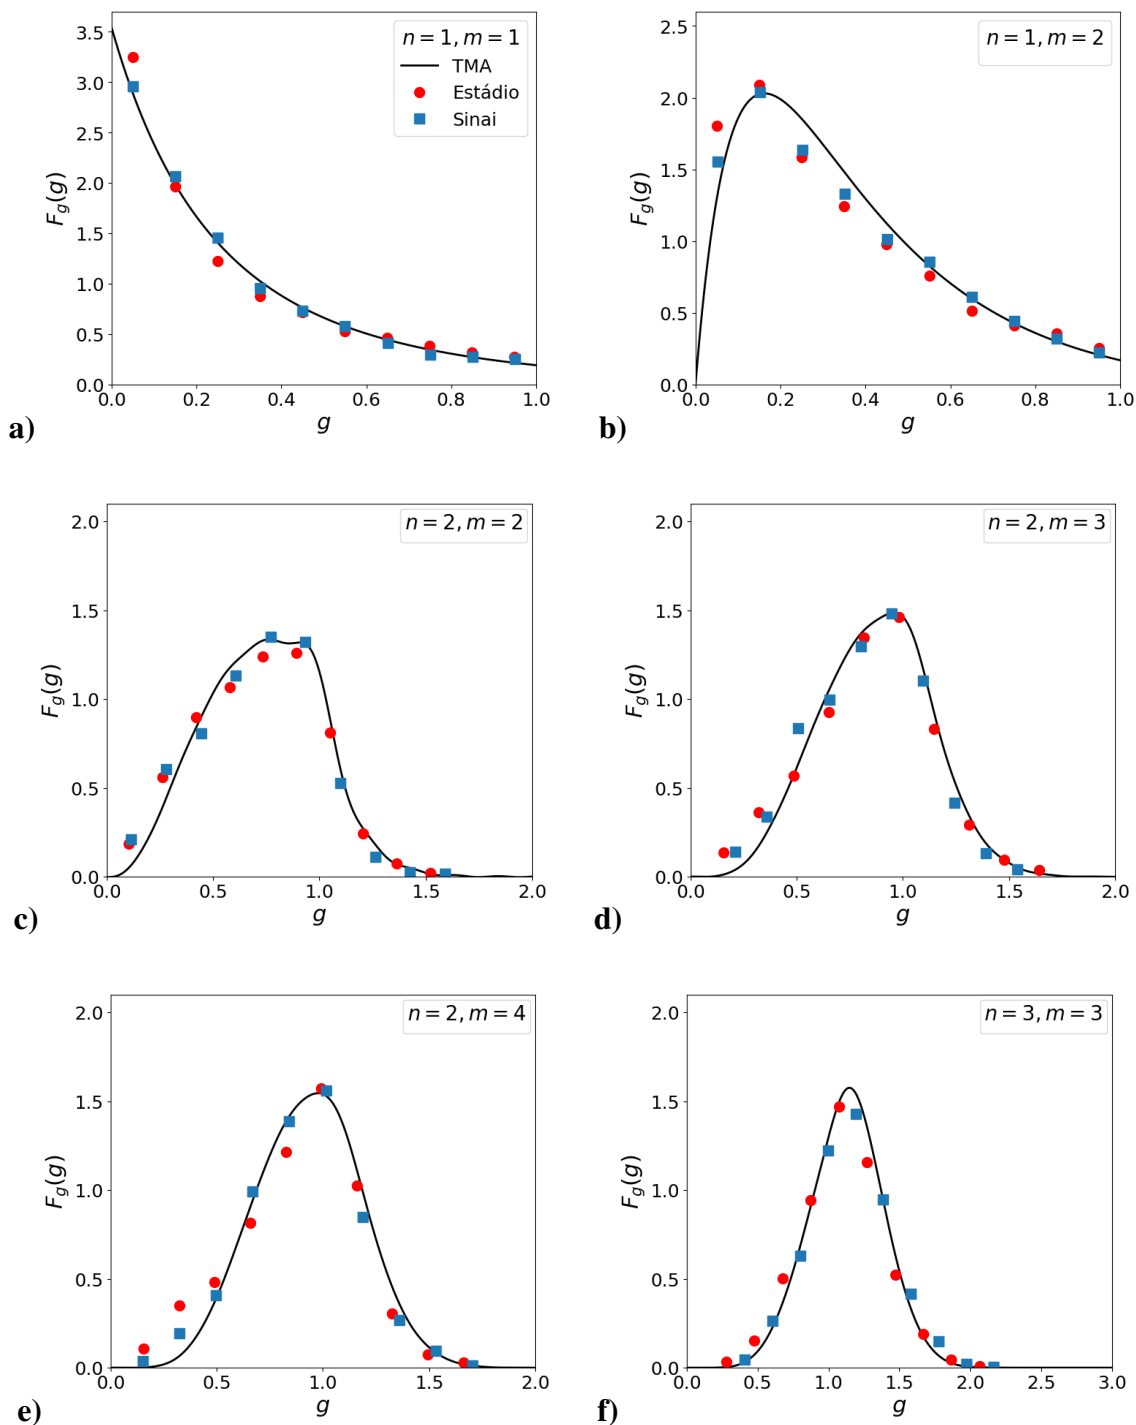 3.5
3.0
2.5
2.0
1.5
1.0
0.5
0.0
0.0 0.2 0.4 0.6 0.8 1.0
F_g(g)
g
n = 1, m = 1
TMA
Estádio
Sinai
a)
2.5
2.0
1.5
1.0
0.5
0.0
0.0 0.2 0.4 0.6 0.8 1.0
F_g(g)
g
n = 1, m = 2
b)
2.0
1.5
1.0
0.5
0.0
0.0 0.5 1.0 1.5 2.0
F_g(g)
g
n = 2, m = 2
c)
2.0
1.5
1.0
0.5
0.0
0.0 0.5 1.0 1.5 2.0
F_g(g)
g
n = 2, m = 3
d)
2.0
1.5
1.0
0.5
0.0
0.0 0.5 1.0 1.5 2.0
F_g(g)
g
n = 2, m = 4
e)
2.0
1.5
1.0
0.5
0.0
0.0 0.5 1.0 1.5 2.0 2.5 3.0
F_g(g)
g
n = 3, m = 3
f)